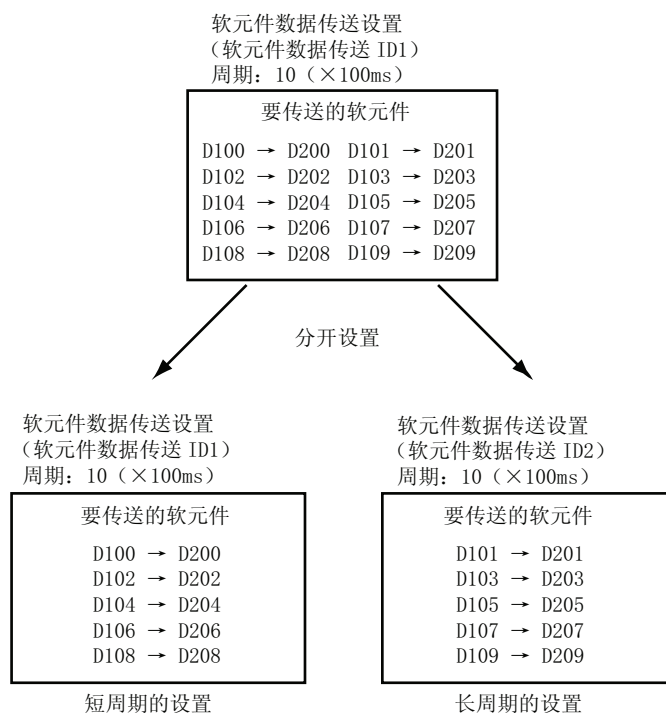 软元件数据传送设置
（软元件数据传送 ID1）
周期：10（×100ms）
要传送的软元件
D100 → D200 D101 → D201
D102 → D202 D103 → D203
D104 → D204 D105 → D205
D106 → D206 D107 → D207
D108 → D208 D109 → D209
分开设置
软元件数据传送设置
（软元件数据传送 ID1）
周期：10（×100ms）
要传送的软元件
D100 → D200
D102 → D202
D104 → D204
D106 → D206
D108 → D208
短周期的设置
软元件数据传送设置
（软元件数据传送 ID2）
周期：10（×100ms）
要传送的软元件
D101 → D201
D103 → D203
D105 → D205
D107 → D207
D109 → D209
长周期的设置